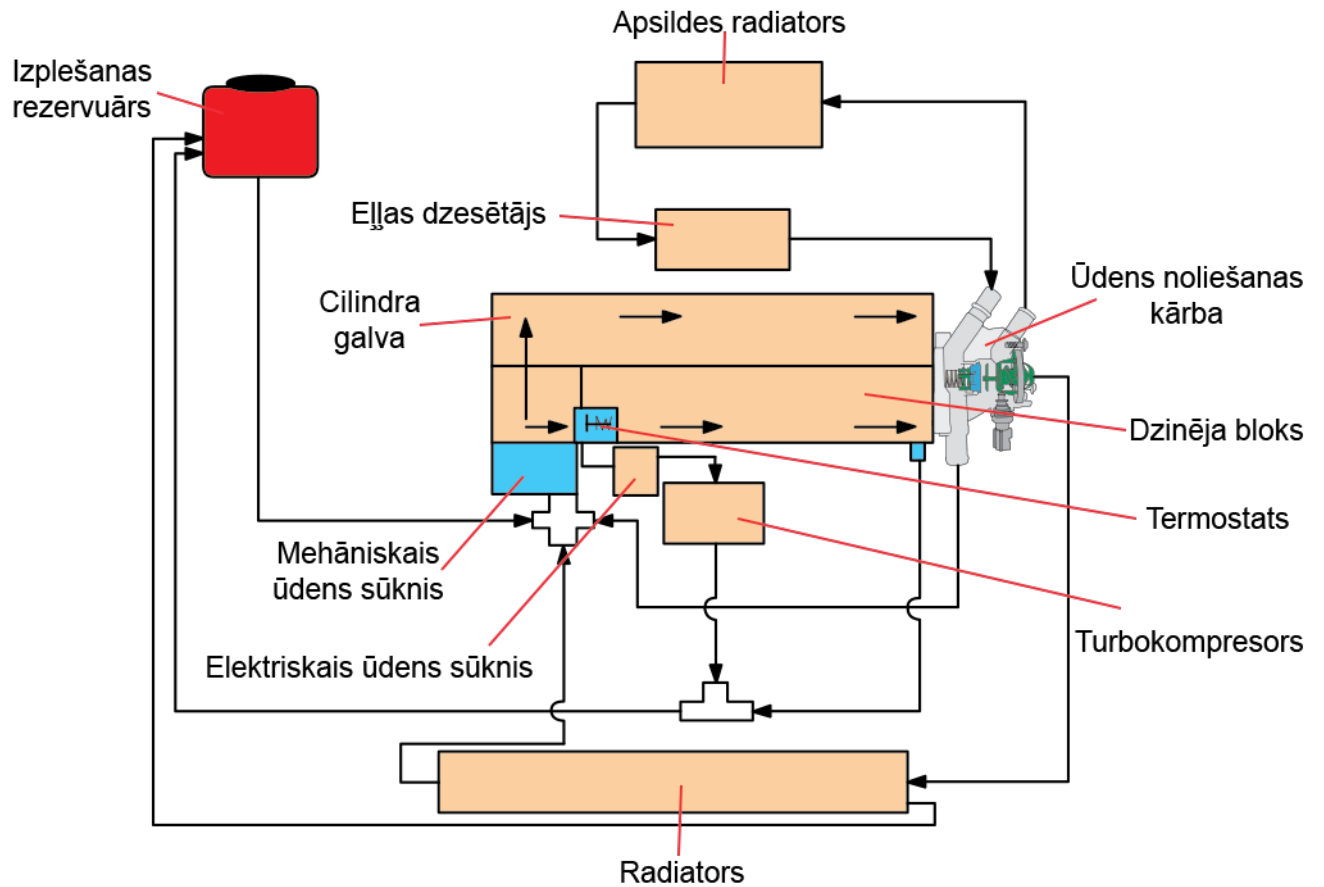 Apsildes radiators
Izplešanas
rezervuārs
Eļļas dzesētājs
Ūdens noliešanas
kārba
Cilindra
galva
Dzinēja bloks
Termostats
Mehāniskais
ūdens sūknis
Turbokompresors
Elektriskais ūdens sūknis
Radiators